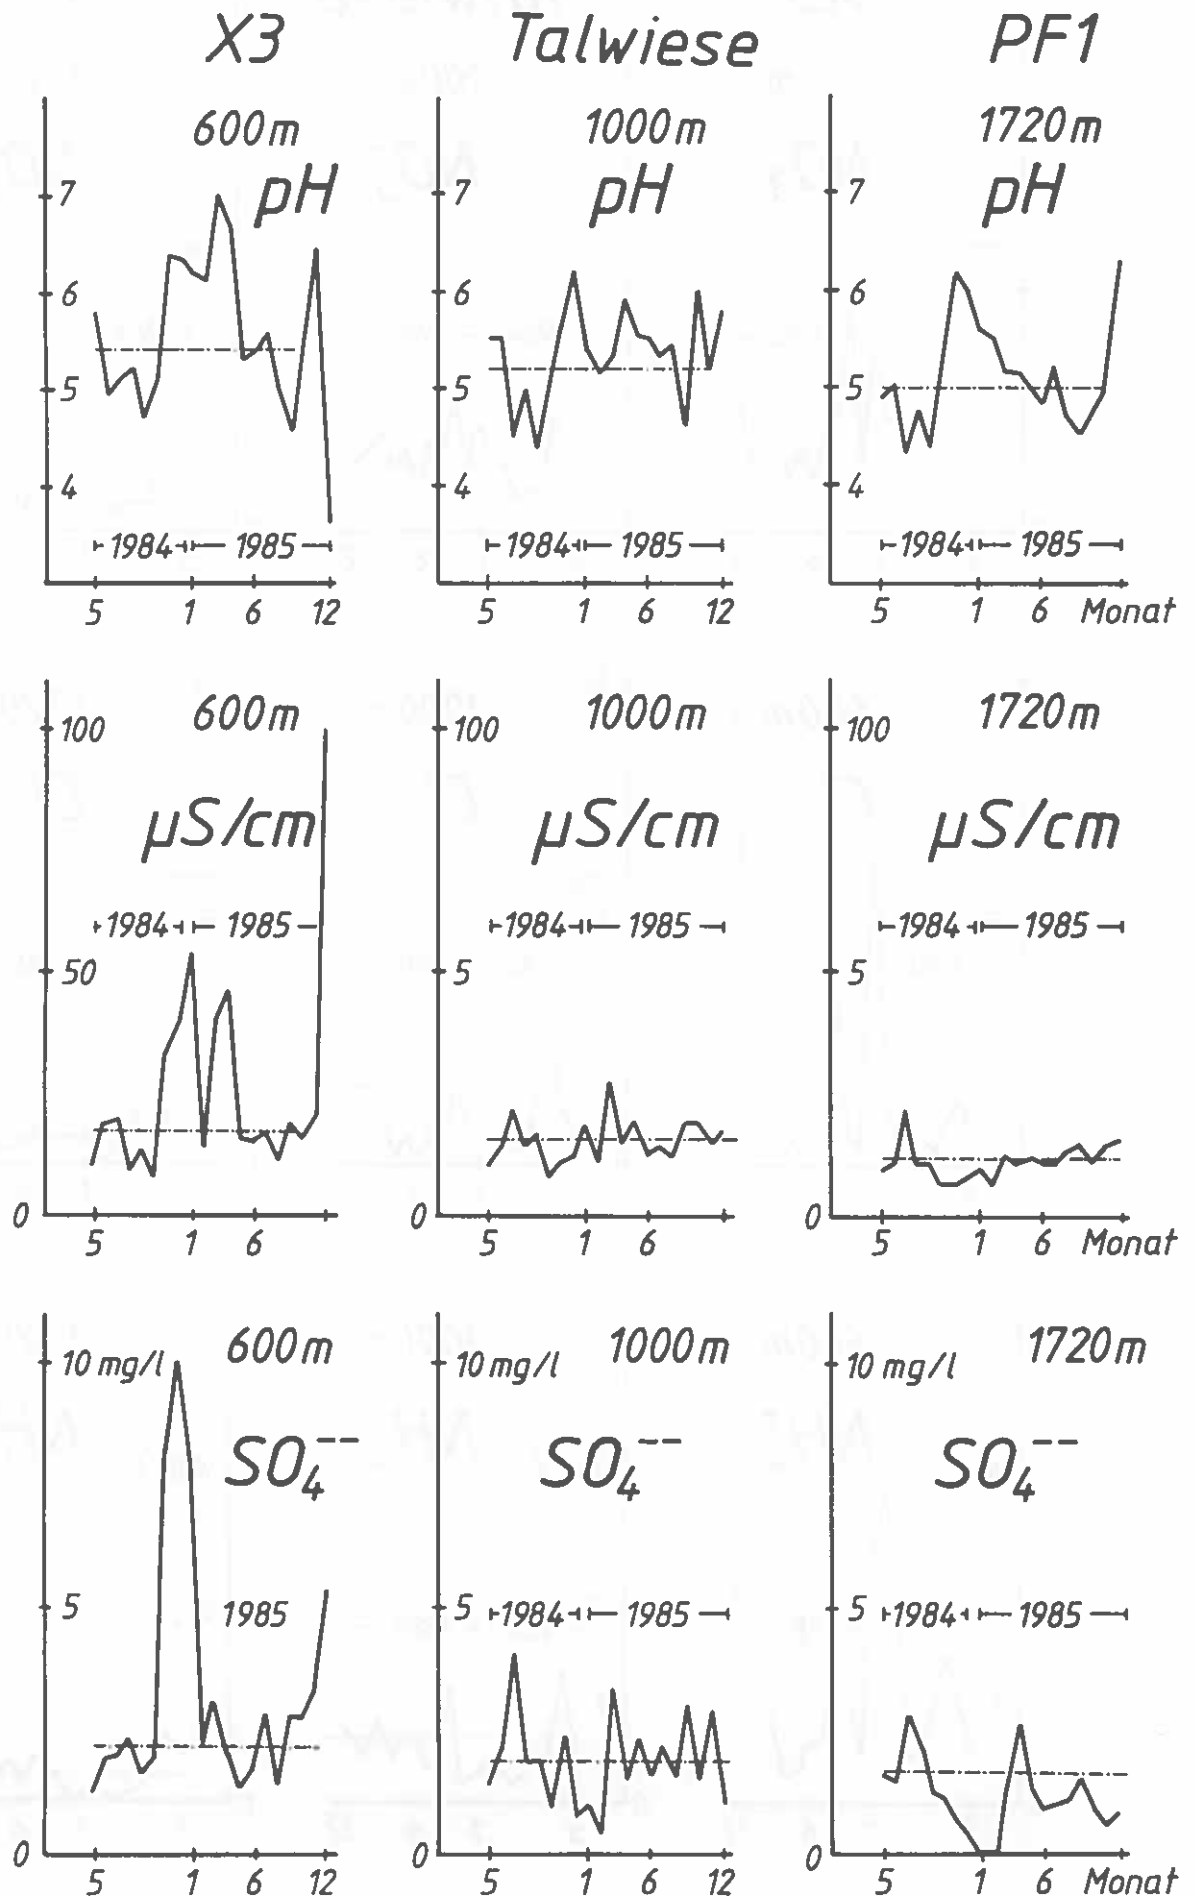 X3 Talwiese PF1
600m 1000m 1720m
pH pH pH
7 7 7
6 6 6
5 5 5
4 4 4
1984 1985 1984 1985 1984 1985
5 1 6 12 5 1 6 12 5 1 6 Monat
600m 1000m 1720m
100 100 100
µS/cm µS/cm µS/cm
1984 1985 1984 1985 1984 1985
50 5 5
0 0 0
5 1 6 5 1 6 5 1 6 Monat
600m 1000m 1720m
10 mg/l 10 mg/l 10 mg/l
SO4-- SO4-- SO4--
5 1985 5 1984 1985 5 1984 1985
0 0 0
5 1 6 12 5 1 6 12 5 1 6 Monat